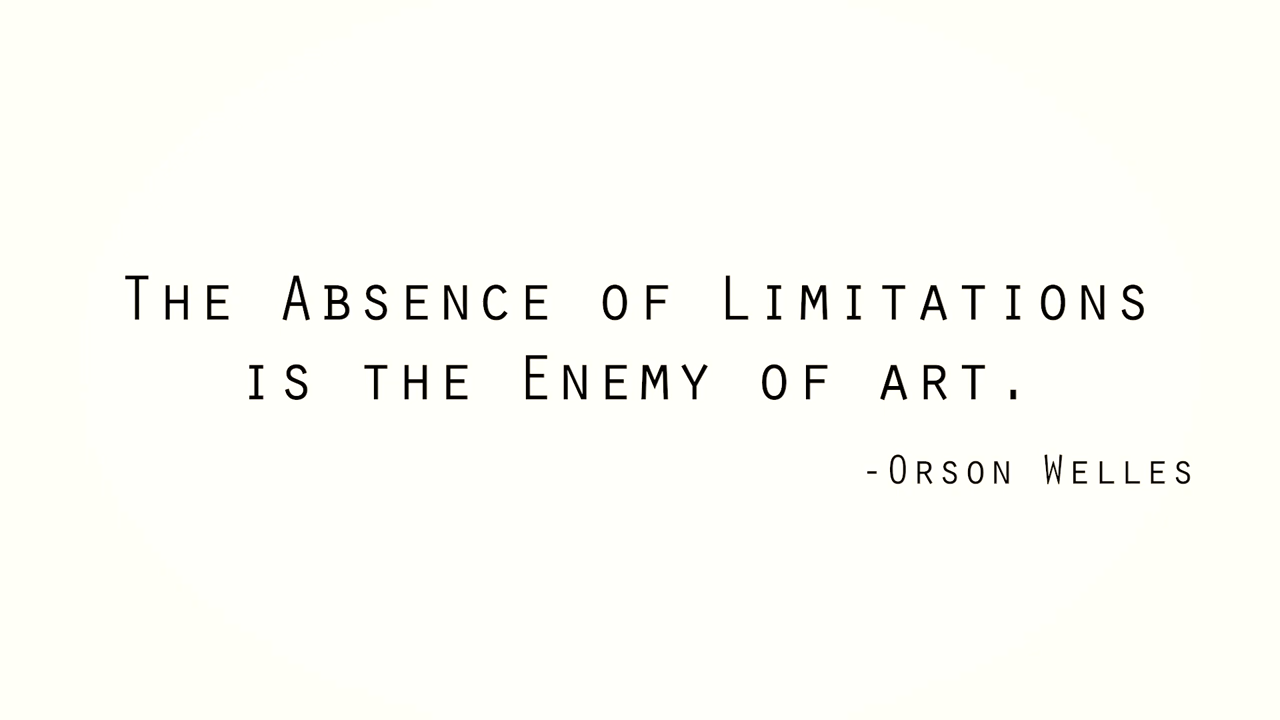 The Absence of Limitations
is the Enemy of art.
-Orson Welles